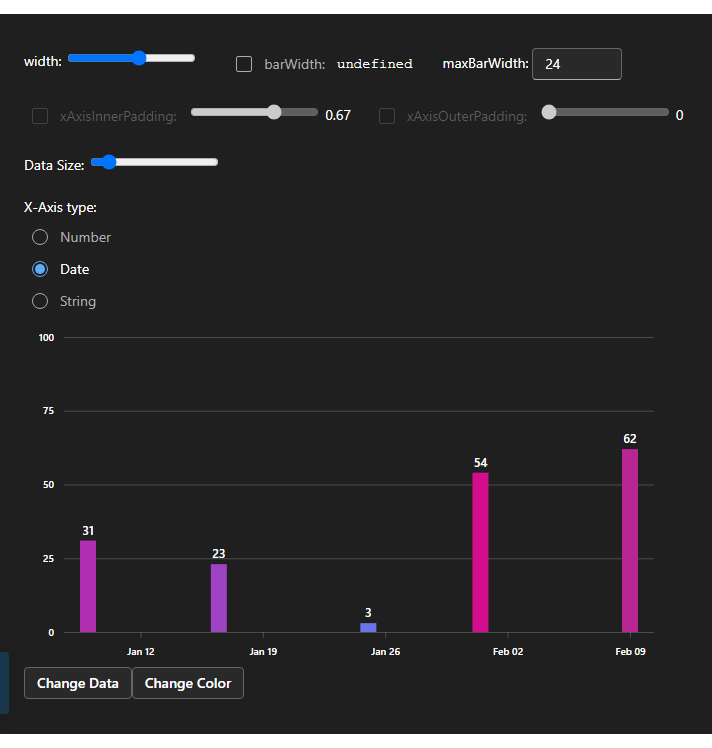 width: barWidth: undefined maxBarWidth: 24
xAxisInnerPadding: 0.67 xAxisOuterPadding: 0
Data Size:
X-Axis type:
Number
Date
String
100
75
50
25
0
31
23
3
54
62
Jan 12 Jan 19 Jan 26 Feb 02 Feb 09
Change Data Change Color